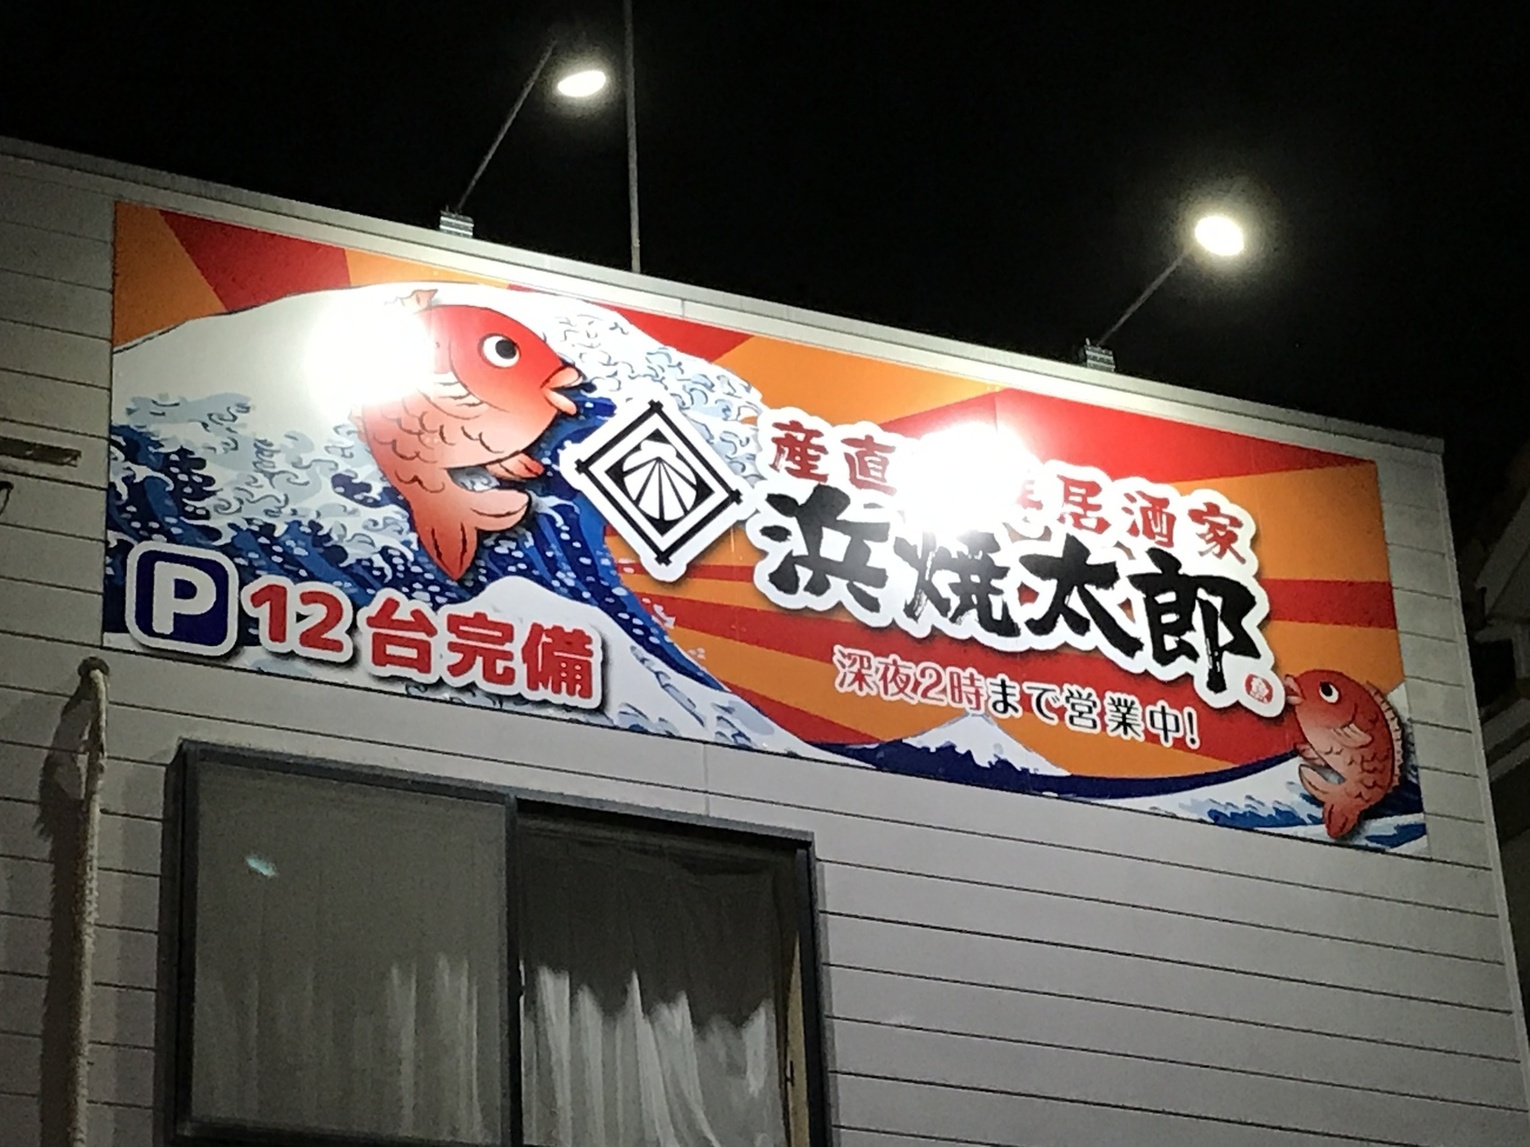 産直
居酒家
浜焼太郎
深夜2時まで営業中!
P 12台完備